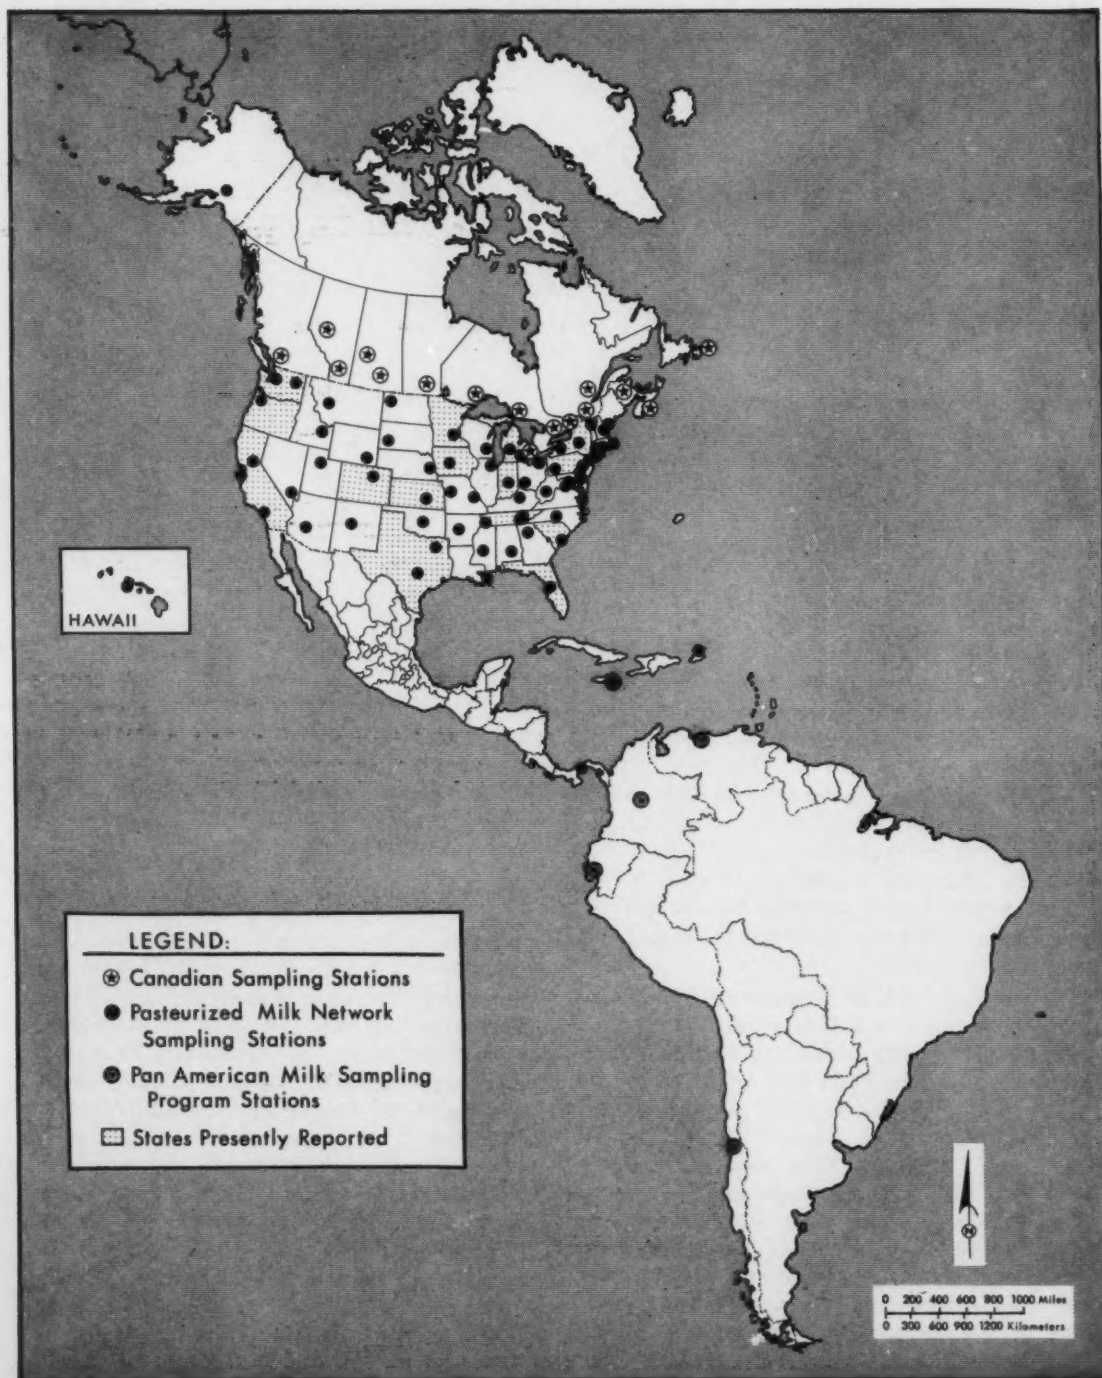 HAWAII
LEGEND:
Canadian Sampling Stations
Pasteurized Milk Network
Sampling Stations
Pan American Milk Sampling
Program Stations
States Presently Reported
N
0 200 400 600 800 1000 Miles
0 300 600 900 1200 Kilometers